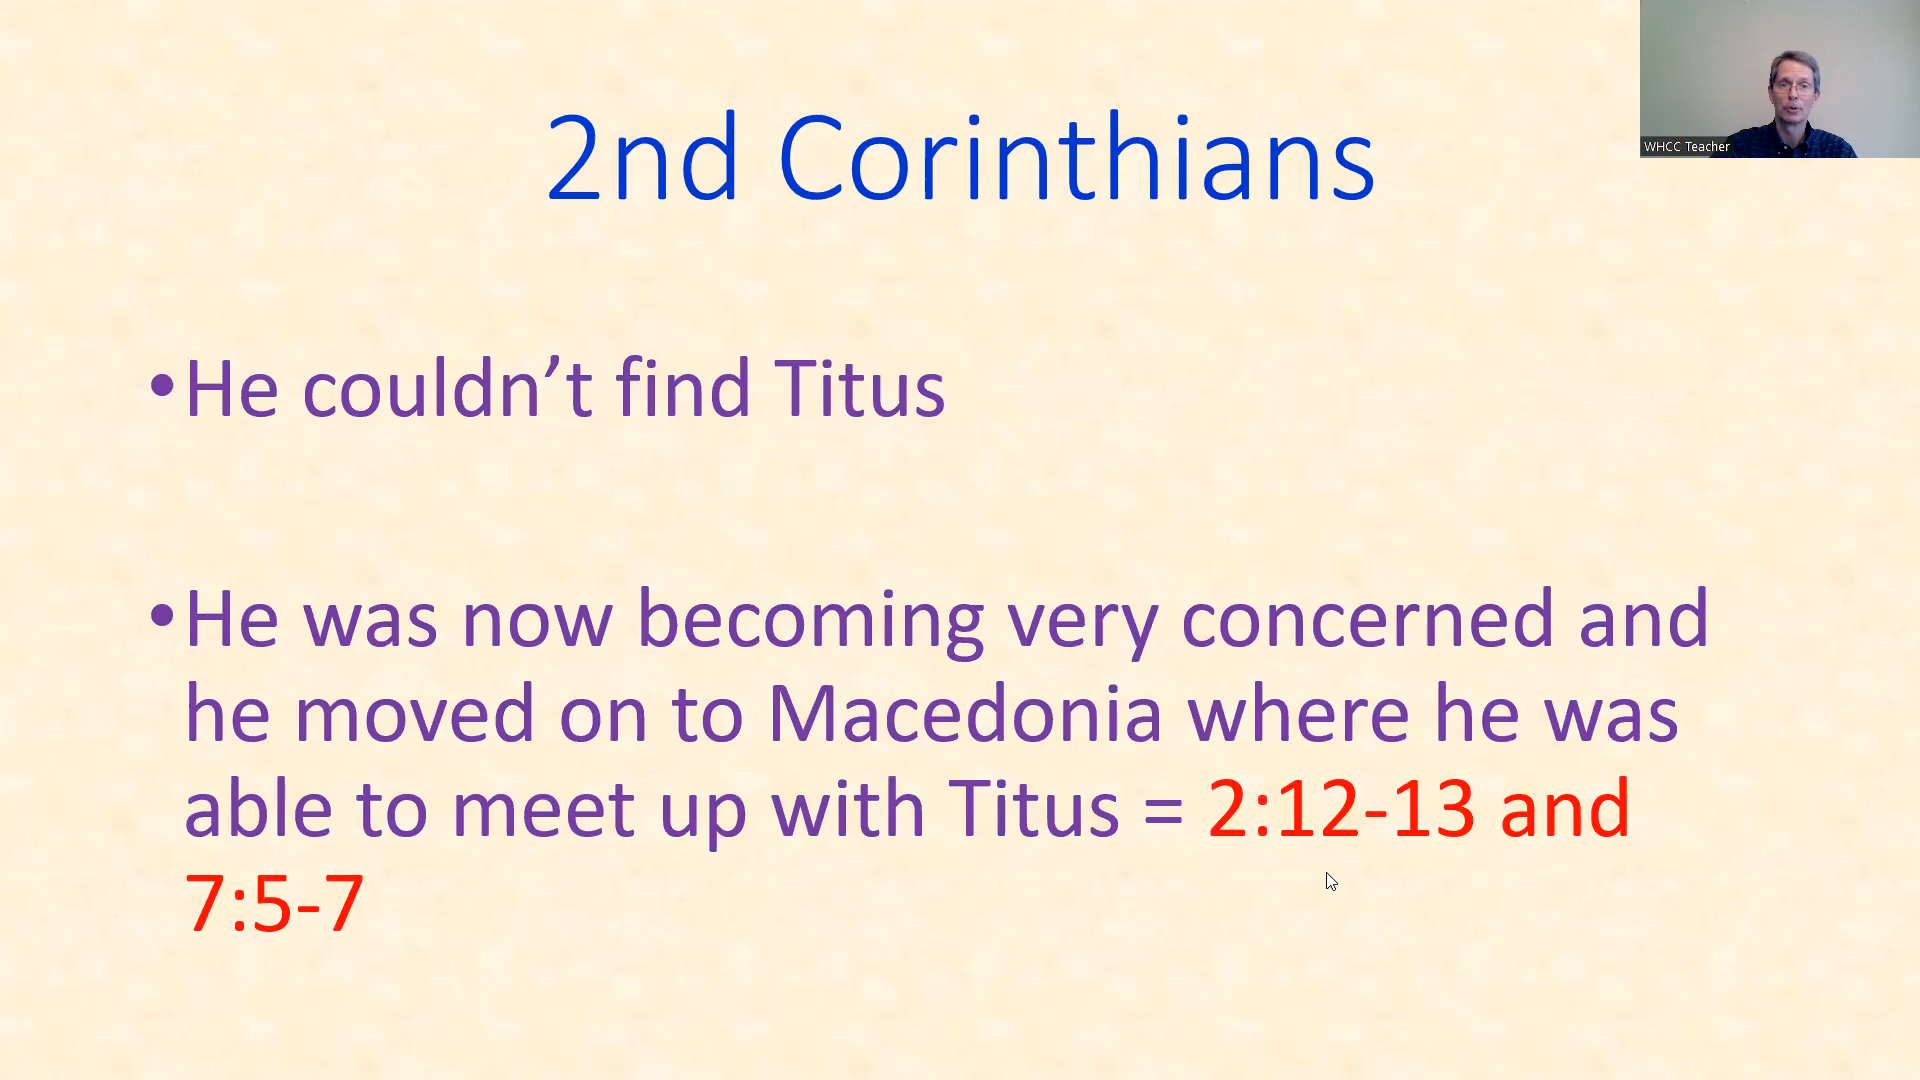 2nd Corinthians
WHCC Teacher
•He couldn’t find Titus
•He was now becoming very concerned and
he moved on to Macedonia where he was
able to meet up with Titus = 2:12-13 and
7:5-7